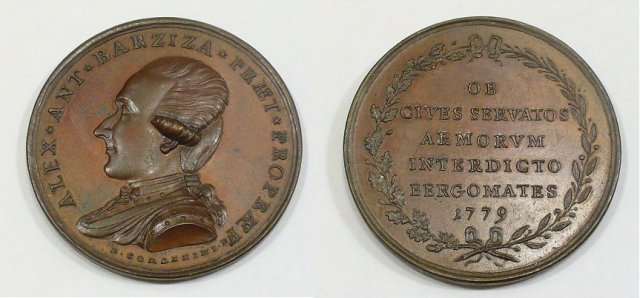 ALEX ★ ANT ★ BARZIZA ★ PRÆT ★ PROPRÆF ★
OB
CIVES SERVATOS
ARMORVM
INTERDICTO
BERGOMATES
1779